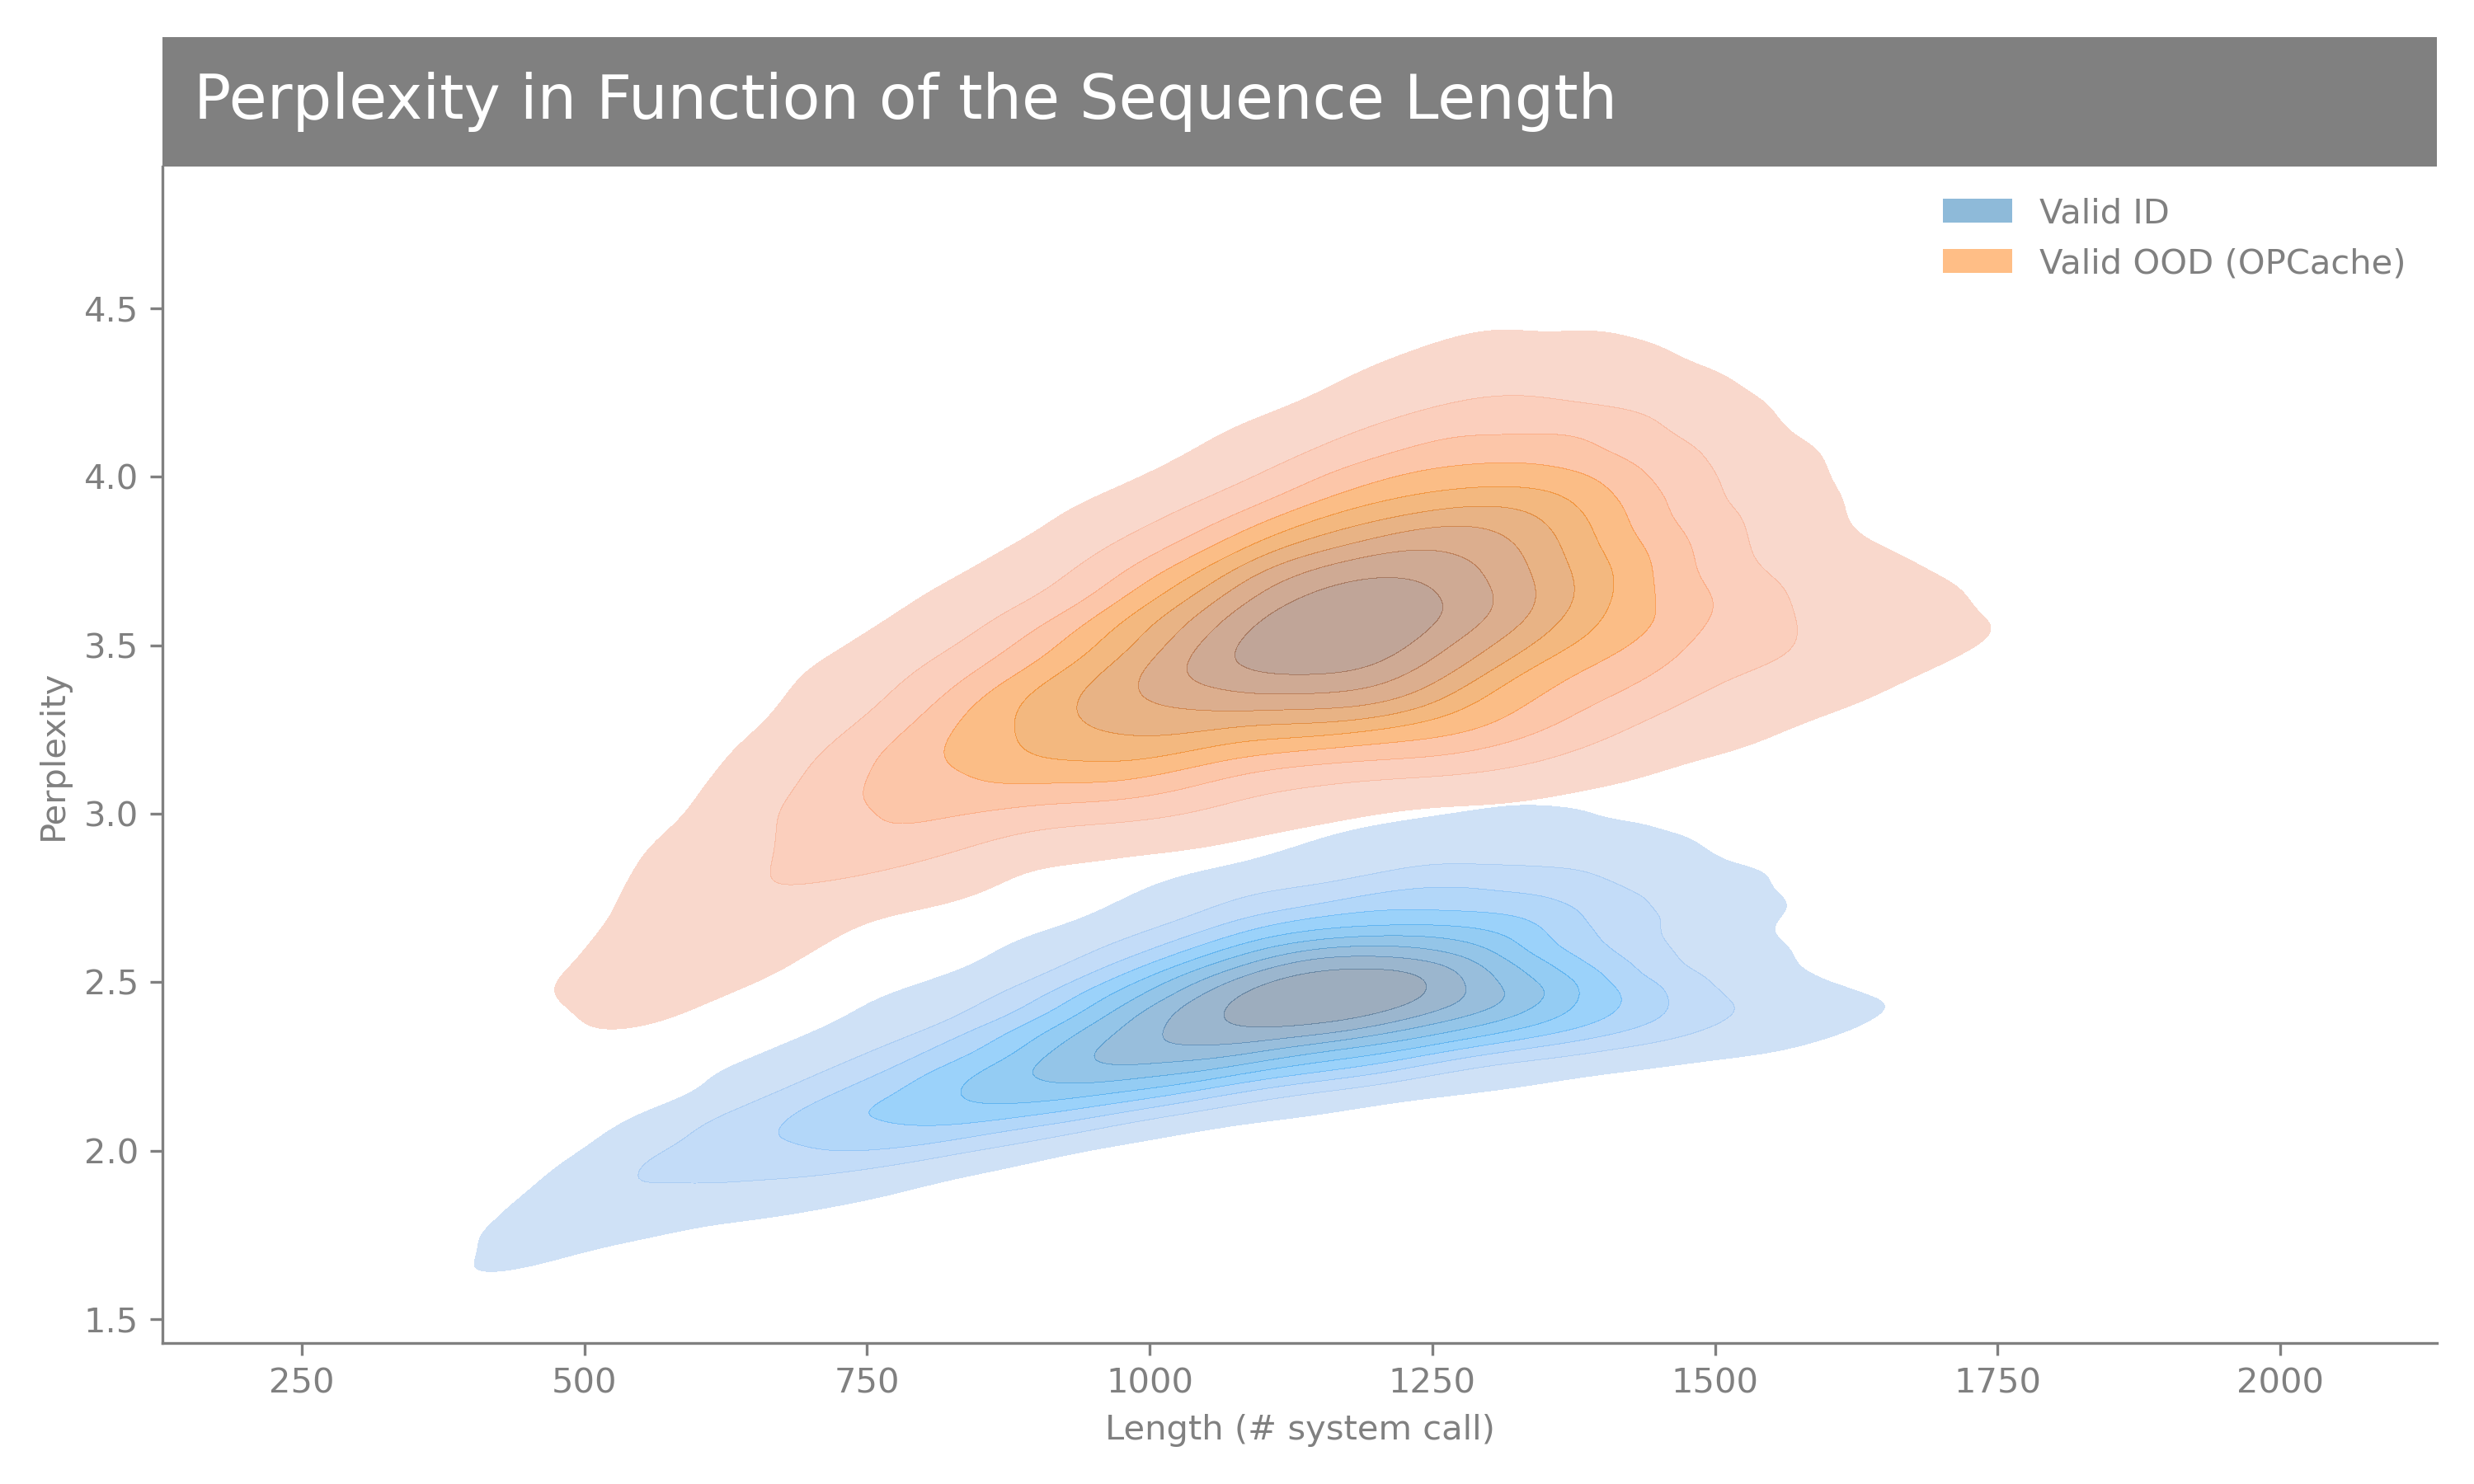 Perplexity in Function of the Sequence Length
Valid ID
Valid OOD (OPCache)
4.5
4.0
3.5
3.0
2.5
2.0
1.5
Perplexity
250 500 750 1000 1250 1500 1750 2000
Length (# system call)